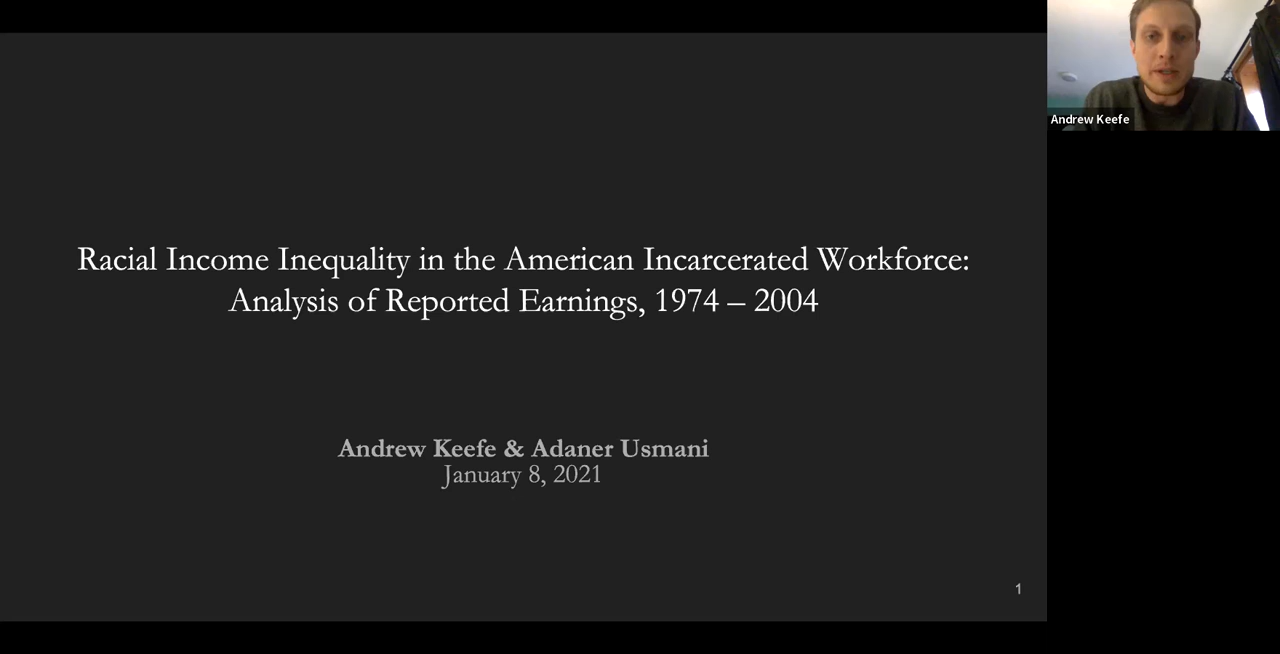 Racial Income Inequality in the American Incarcerated Workforce:
Analysis of Reported Earnings, 1974 – 2004
Andrew Keefe & Adaner Usmani
January 8, 2021
1
Andrew Keefe